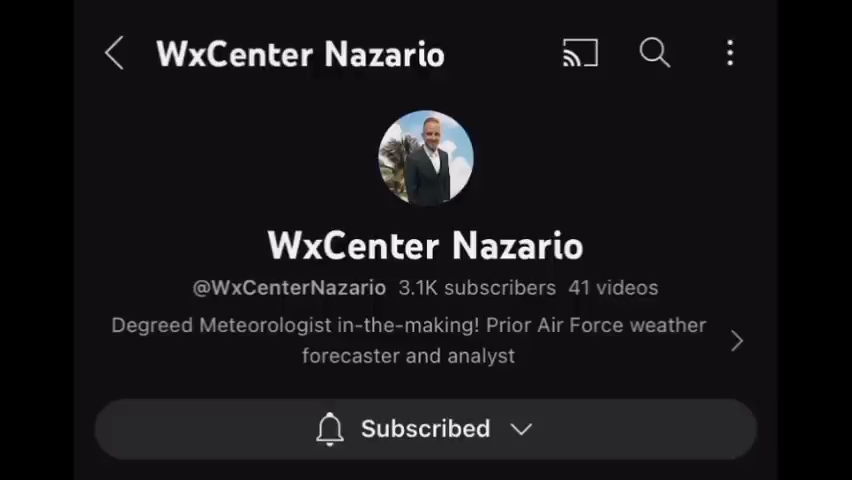 WxCenter Nazario
WxCenter Nazario
@WxCenterNazario 3.1K subscribers 41 videos
Degreed Meteorologist in-the-making! Prior Air Force weather
forecaster and analyst
Subscribed